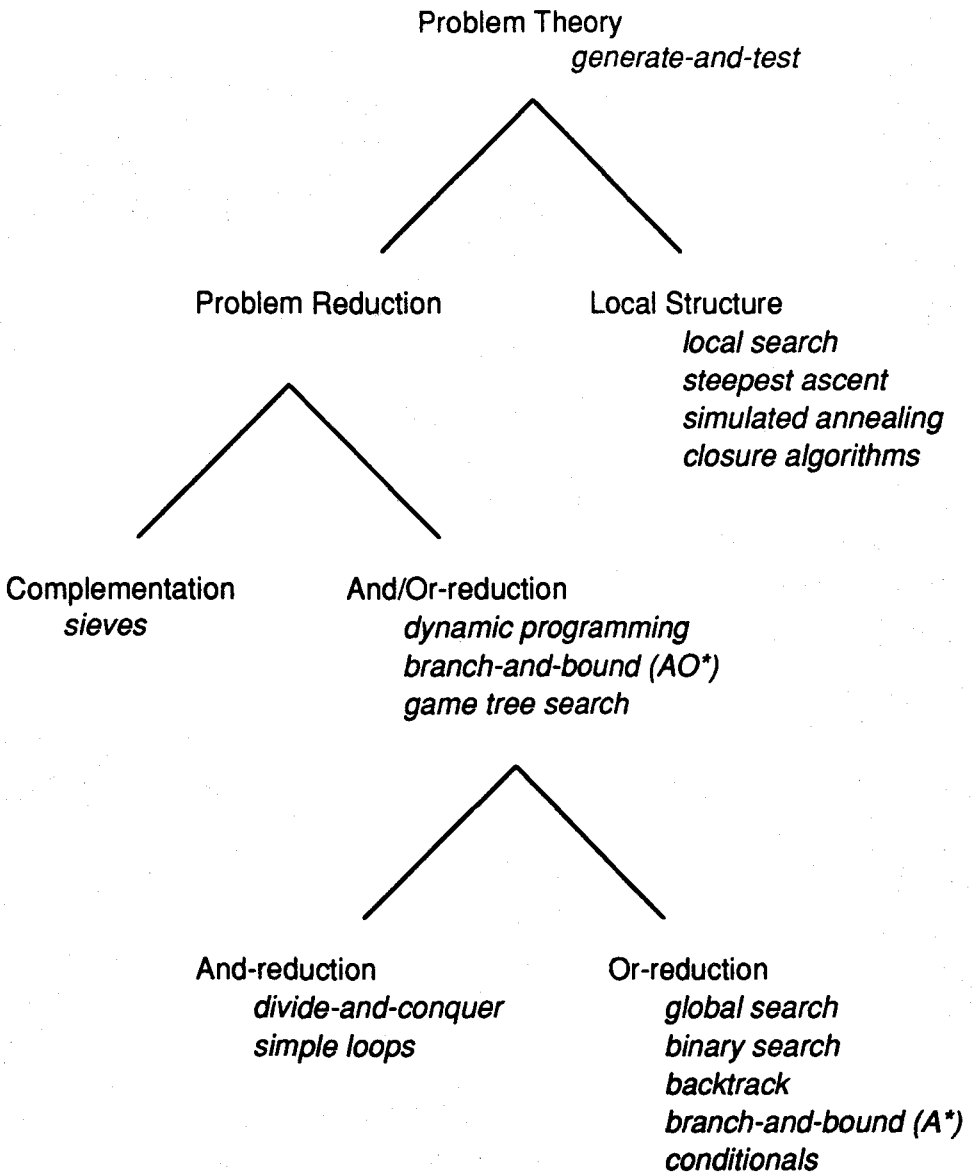 Problem Theory
generate-and-test
Problem Reduction
Local Structure
local search
steepest ascent
simulated annealing
closure algorithms
Complementation
sieves
And/Or-reduction
dynamic programming
branch-and-bound (AO*)
game tree search
And-reduction
divide-and-conquer
simple loops
Or-reduction
global search
binary search
backtrack
branch-and-bound (A*)
conditionals